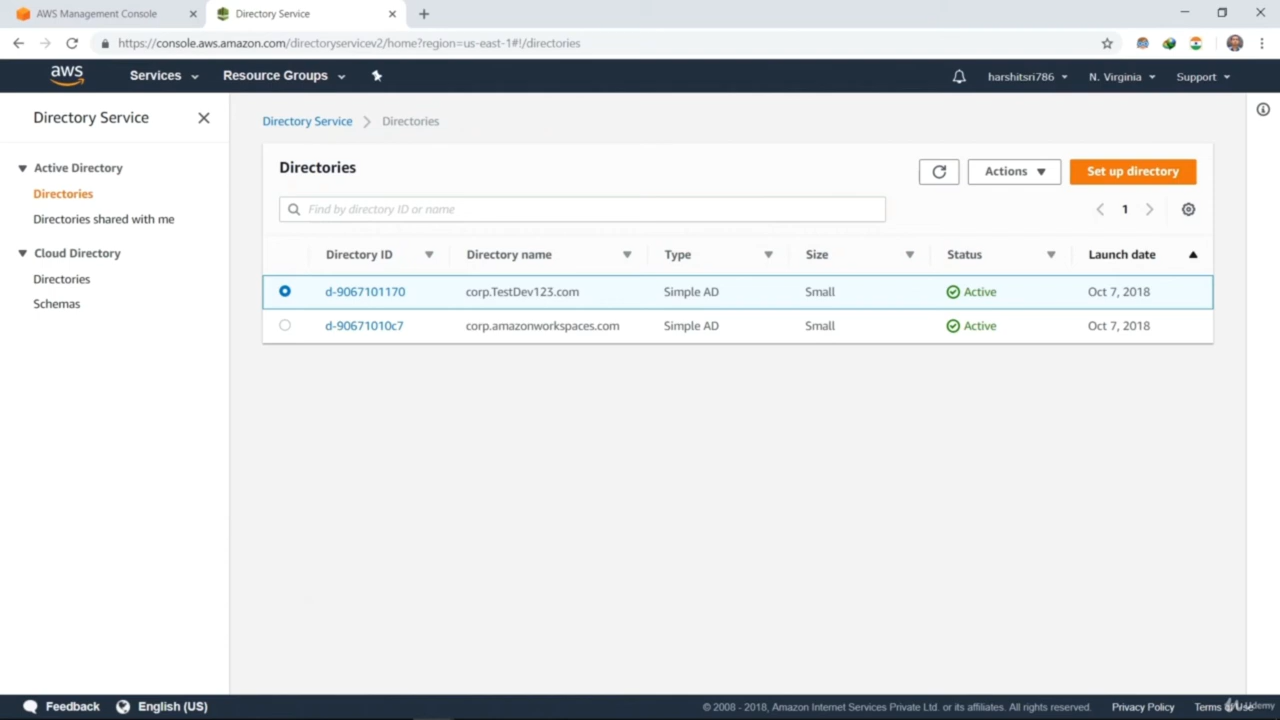 AWS Management Console
Directory Service
https://console.aws.amazon.com/directoryservicev2/home?region=us-east-1#!/directories
aws
Services
Resource Groups
harshitsri786
N. Virginia
Support
Directory Service
Active Directory
Directories
Directories shared with me
Cloud Directory
Directories
Schemas
Directory Service > Directories
Directories
Actions
Set up directory
Find by directory ID or name
1
Directory ID Directory name Type Size Status Launch date
d-9067101170 corp.TestDev123.com Simple AD Small Active Oct 7, 2018
d-90671010c7 corp.amazonworkspaces.com Simple AD Small Active Oct 7, 2018
Feedback
English (US)
© 2008 - 2018, Amazon Internet Services Private Ltd. or its affiliates. All rights reserved.
Privacy Policy
Terms of Use
Udemy